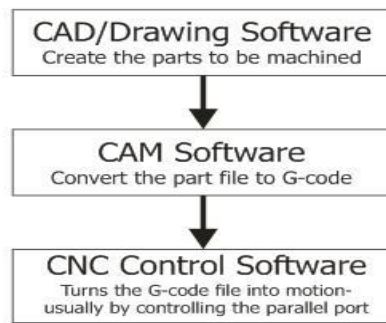 CAD/Drawing Software
Create the parts to be machined
CAM Software
Convert the part file to G-code
CNC Control Software
Turns the G-code file into motion-
usually by controlling the parallel port